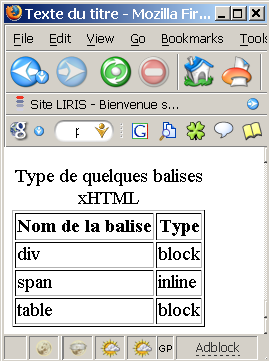 Texte du titre - Mozilla Fir...
File Edit View Go Bookmarks Tools
Site LIRIS - Bienvenue s...
Type de quelques balises
xHTML
Nom de la balise Type
div block
span inline
table block
GP Adblock